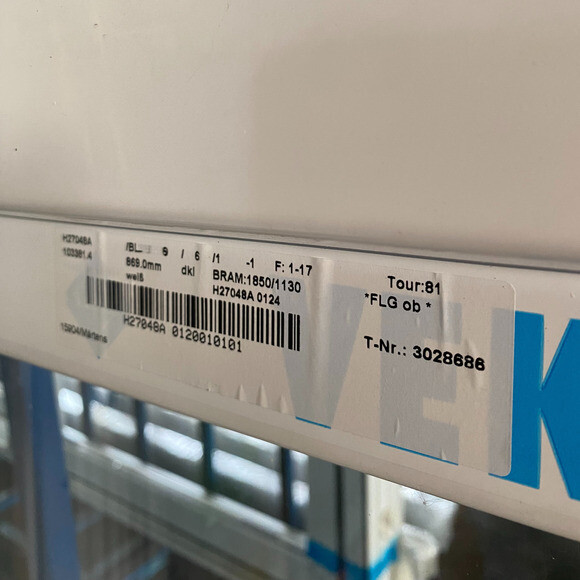 H27048A /BL 6 / 6 /1 -1 F: 1-17 Tour:81
103381.4 869.0mm dkl BRAM:1850/1130 *FLG ob *
weiß H27048A 0124
H27048A 0120010101 T-Nr.: 3028686
15904/Martens
VEK